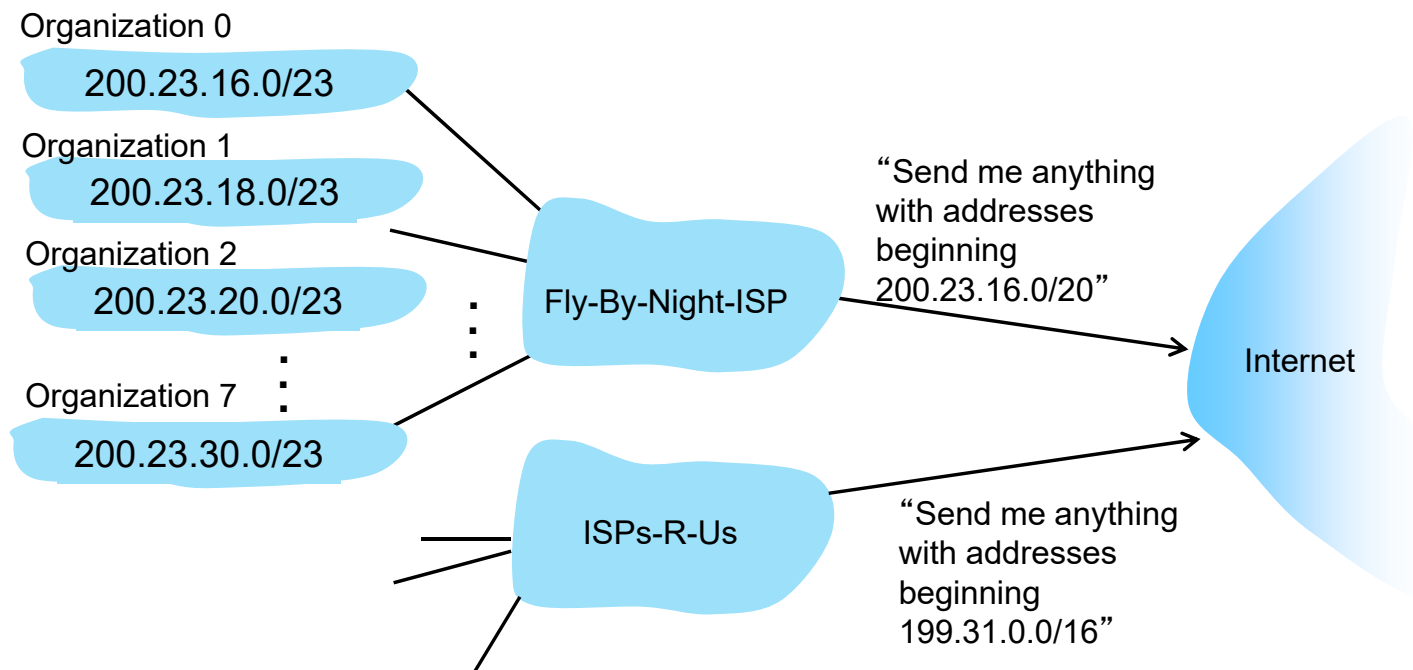 Organization 0
200.23.16.0/23
Organization 1
200.23.18.0/23
Organization 2
200.23.20.0/23
Organization 7
200.23.30.0/23
Fly-By-Night-ISP
“Send me anything
with addresses
beginning
200.23.16.0/20”
Internet
ISPs-R-Us
“Send me anything
with addresses
beginning
199.31.0.0/16”